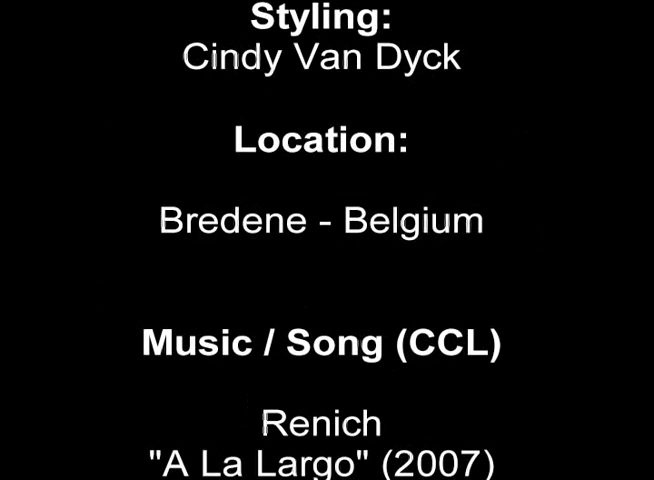 Styling:
Cindy Van Dyck
Location:
Bredene - Belgium
Music / Song (CCL)
Renich
"A La Largo" (2007)